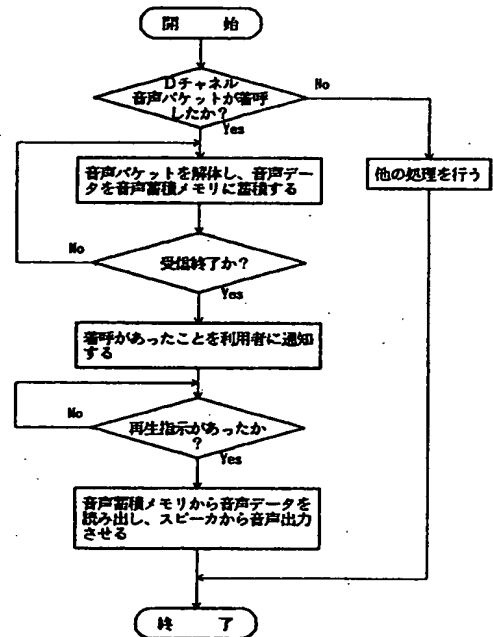 開 始
Dチャネル
音声パケットが着呼
したか?
No
Yes
音声パケットを解体し、音声デー
タを音声蓄積メモリに蓄積する
他の処理を行う
No
受信終了か?
Yes
着呼があったことを利用者に通知
する
No
再生指示があったか
?
Yes
音声蓄積メモリから音声データを
読み出し、スピーカから音声出力
させる
終 了